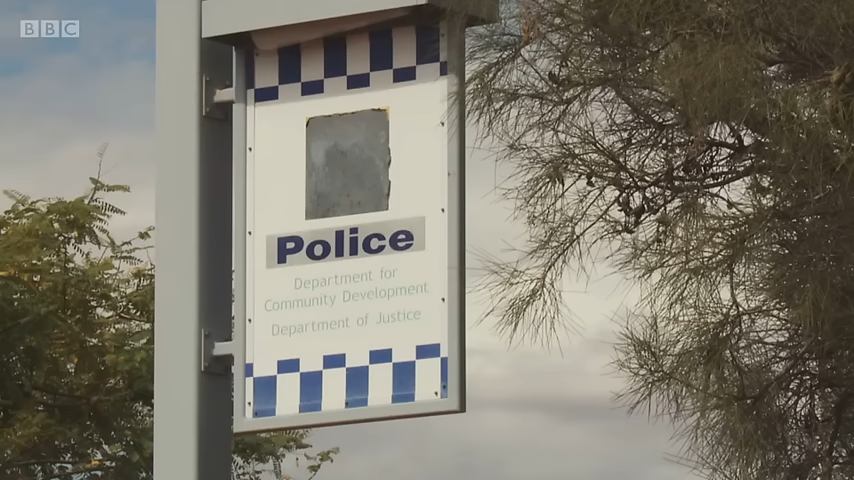 BBC
Police
Department for
Community Development
Department of Justice